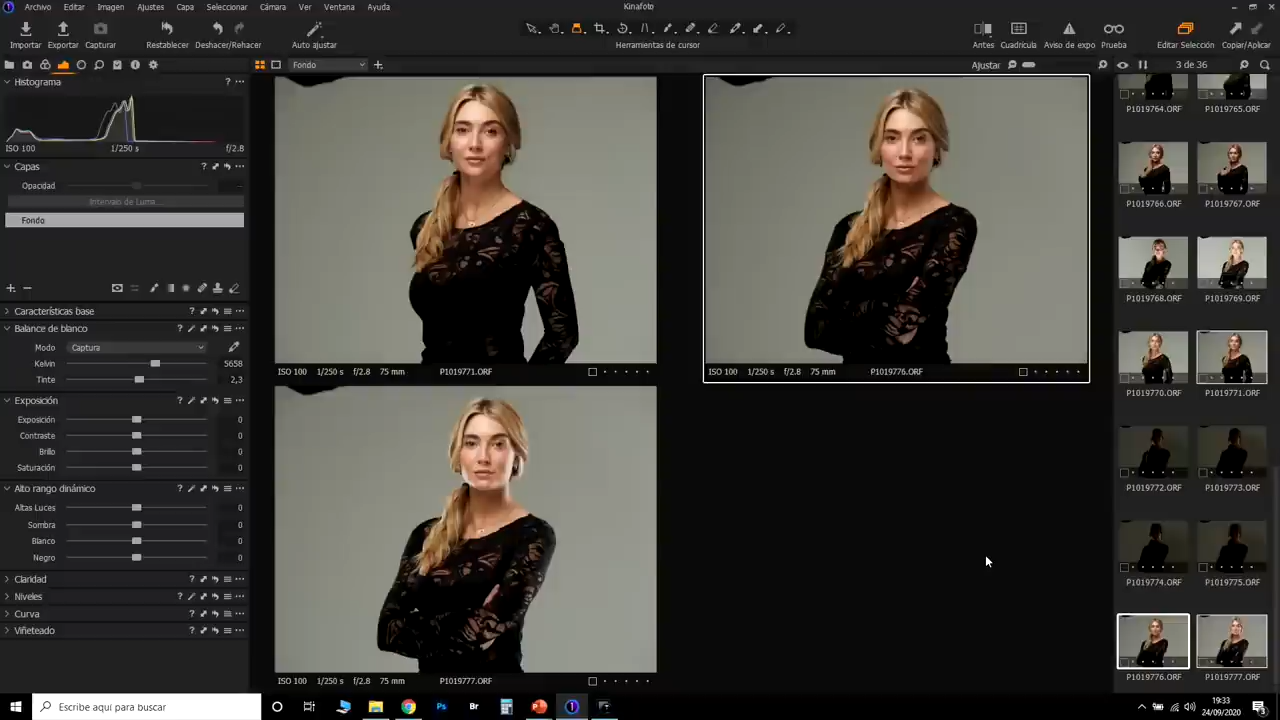 Archivo Editar Imagen Ajustes Capa Seleccionar Cámara Ver Ventana Ayuda
Kinafoto
Importar Exportar Capturar Restablecer Deshacer/Rehacer Auto ajustar
Herramientas de cursor
Antes Cuadrícula Aviso de expo Prueba Editar Selección Copiar/Aplicar
Fondo
Ajustar
3 de 36
Histograma
ISO 100 1/250 s f/2.8
Capas
Opacidad
Intervalo de Luma...
Fondo
Características base
Balance de blanco
Modo Captura
Kelvin 5658
Tinte 2,3
Exposición
Exposición 0
Contraste 0
Brillo 0
Saturación 0
Alto rango dinámico
Altas Luces 0
Sombra 0
Blanco 0
Negro 0
Claridad
Niveles
Curva
Viñeteado
ISO 100 1/250 s f/2.8 75 mm P1019771.ORF
ISO 100 1/250 s f/2.8 75 mm P1019776.ORF
ISO 100 1/250 s f/2.8 75 mm P1019777.ORF
P1019764.ORF P1019765.ORF
P1019766.ORF P1019767.ORF
P1019768.ORF P1019769.ORF
P1019770.ORF P1019771.ORF
P1019772.ORF P1019773.ORF
P1019774.ORF P1019775.ORF
P1019776.ORF P1019777.ORF
Escribe aquí para buscar
Ps
Br
19:33
24/09/2020